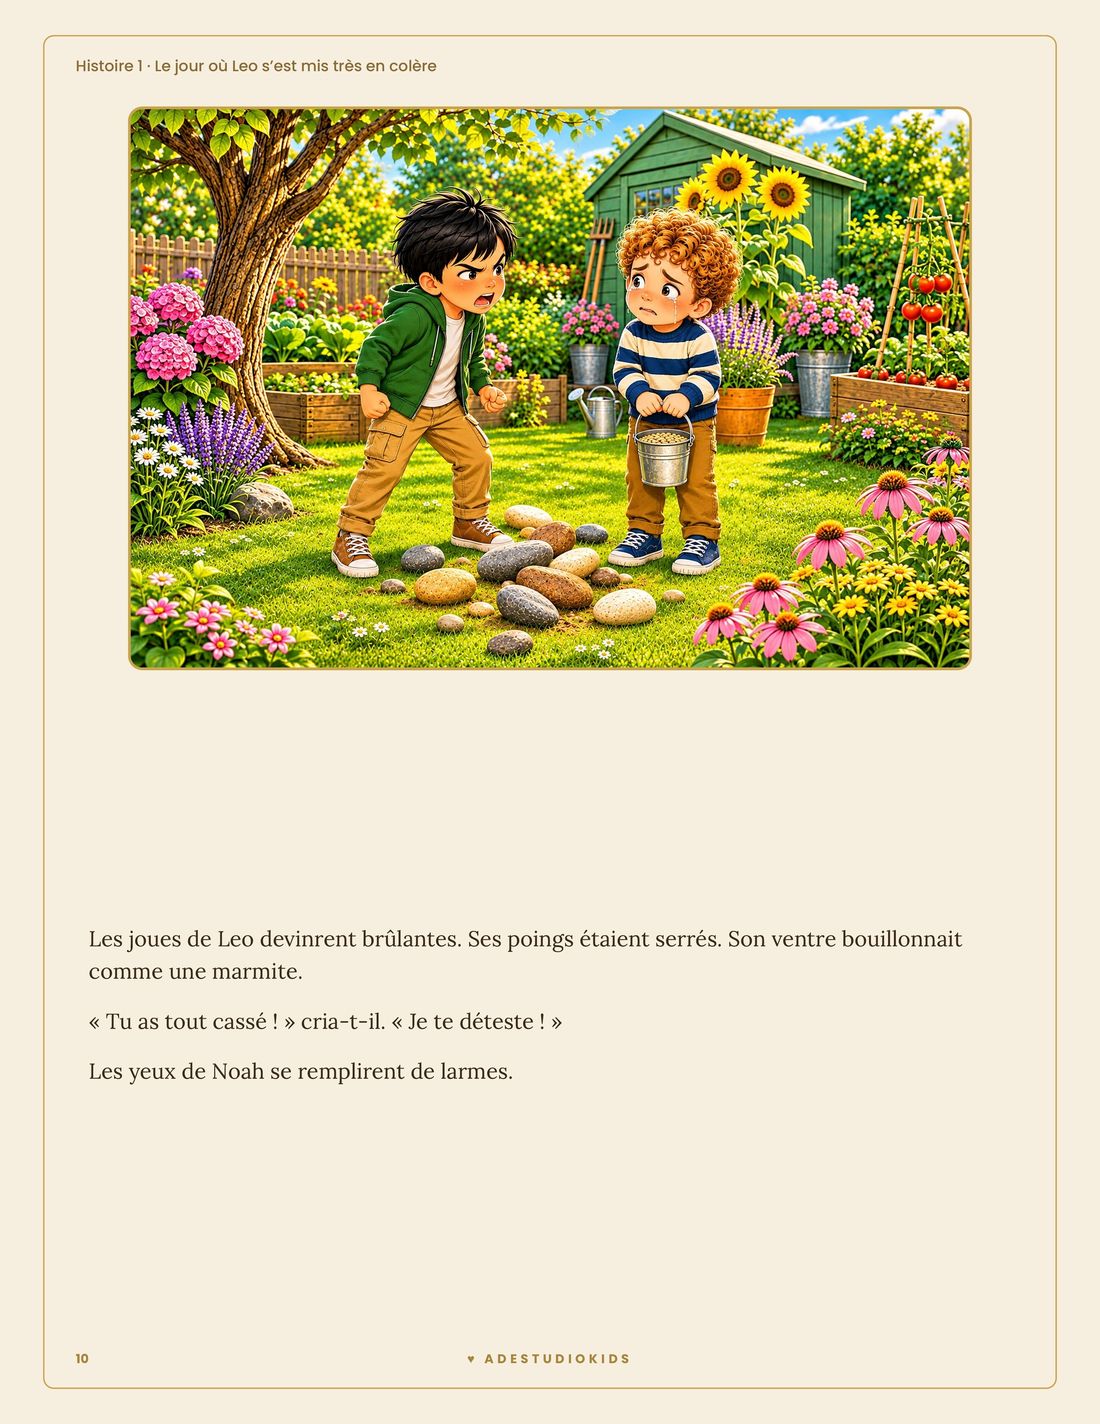 Histoire 1 · Le jour où Leo s’est mis très en colère
Les joues de Leo devinrent brûlantes. Ses poings étaient serrés. Son ventre bouillonnait
comme une marmite.
« Tu as tout cassé ! » cria-t-il. « Je te déteste ! »
Les yeux de Noah se remplirent de larmes.
10
♥ ADESTUDIOKIDS